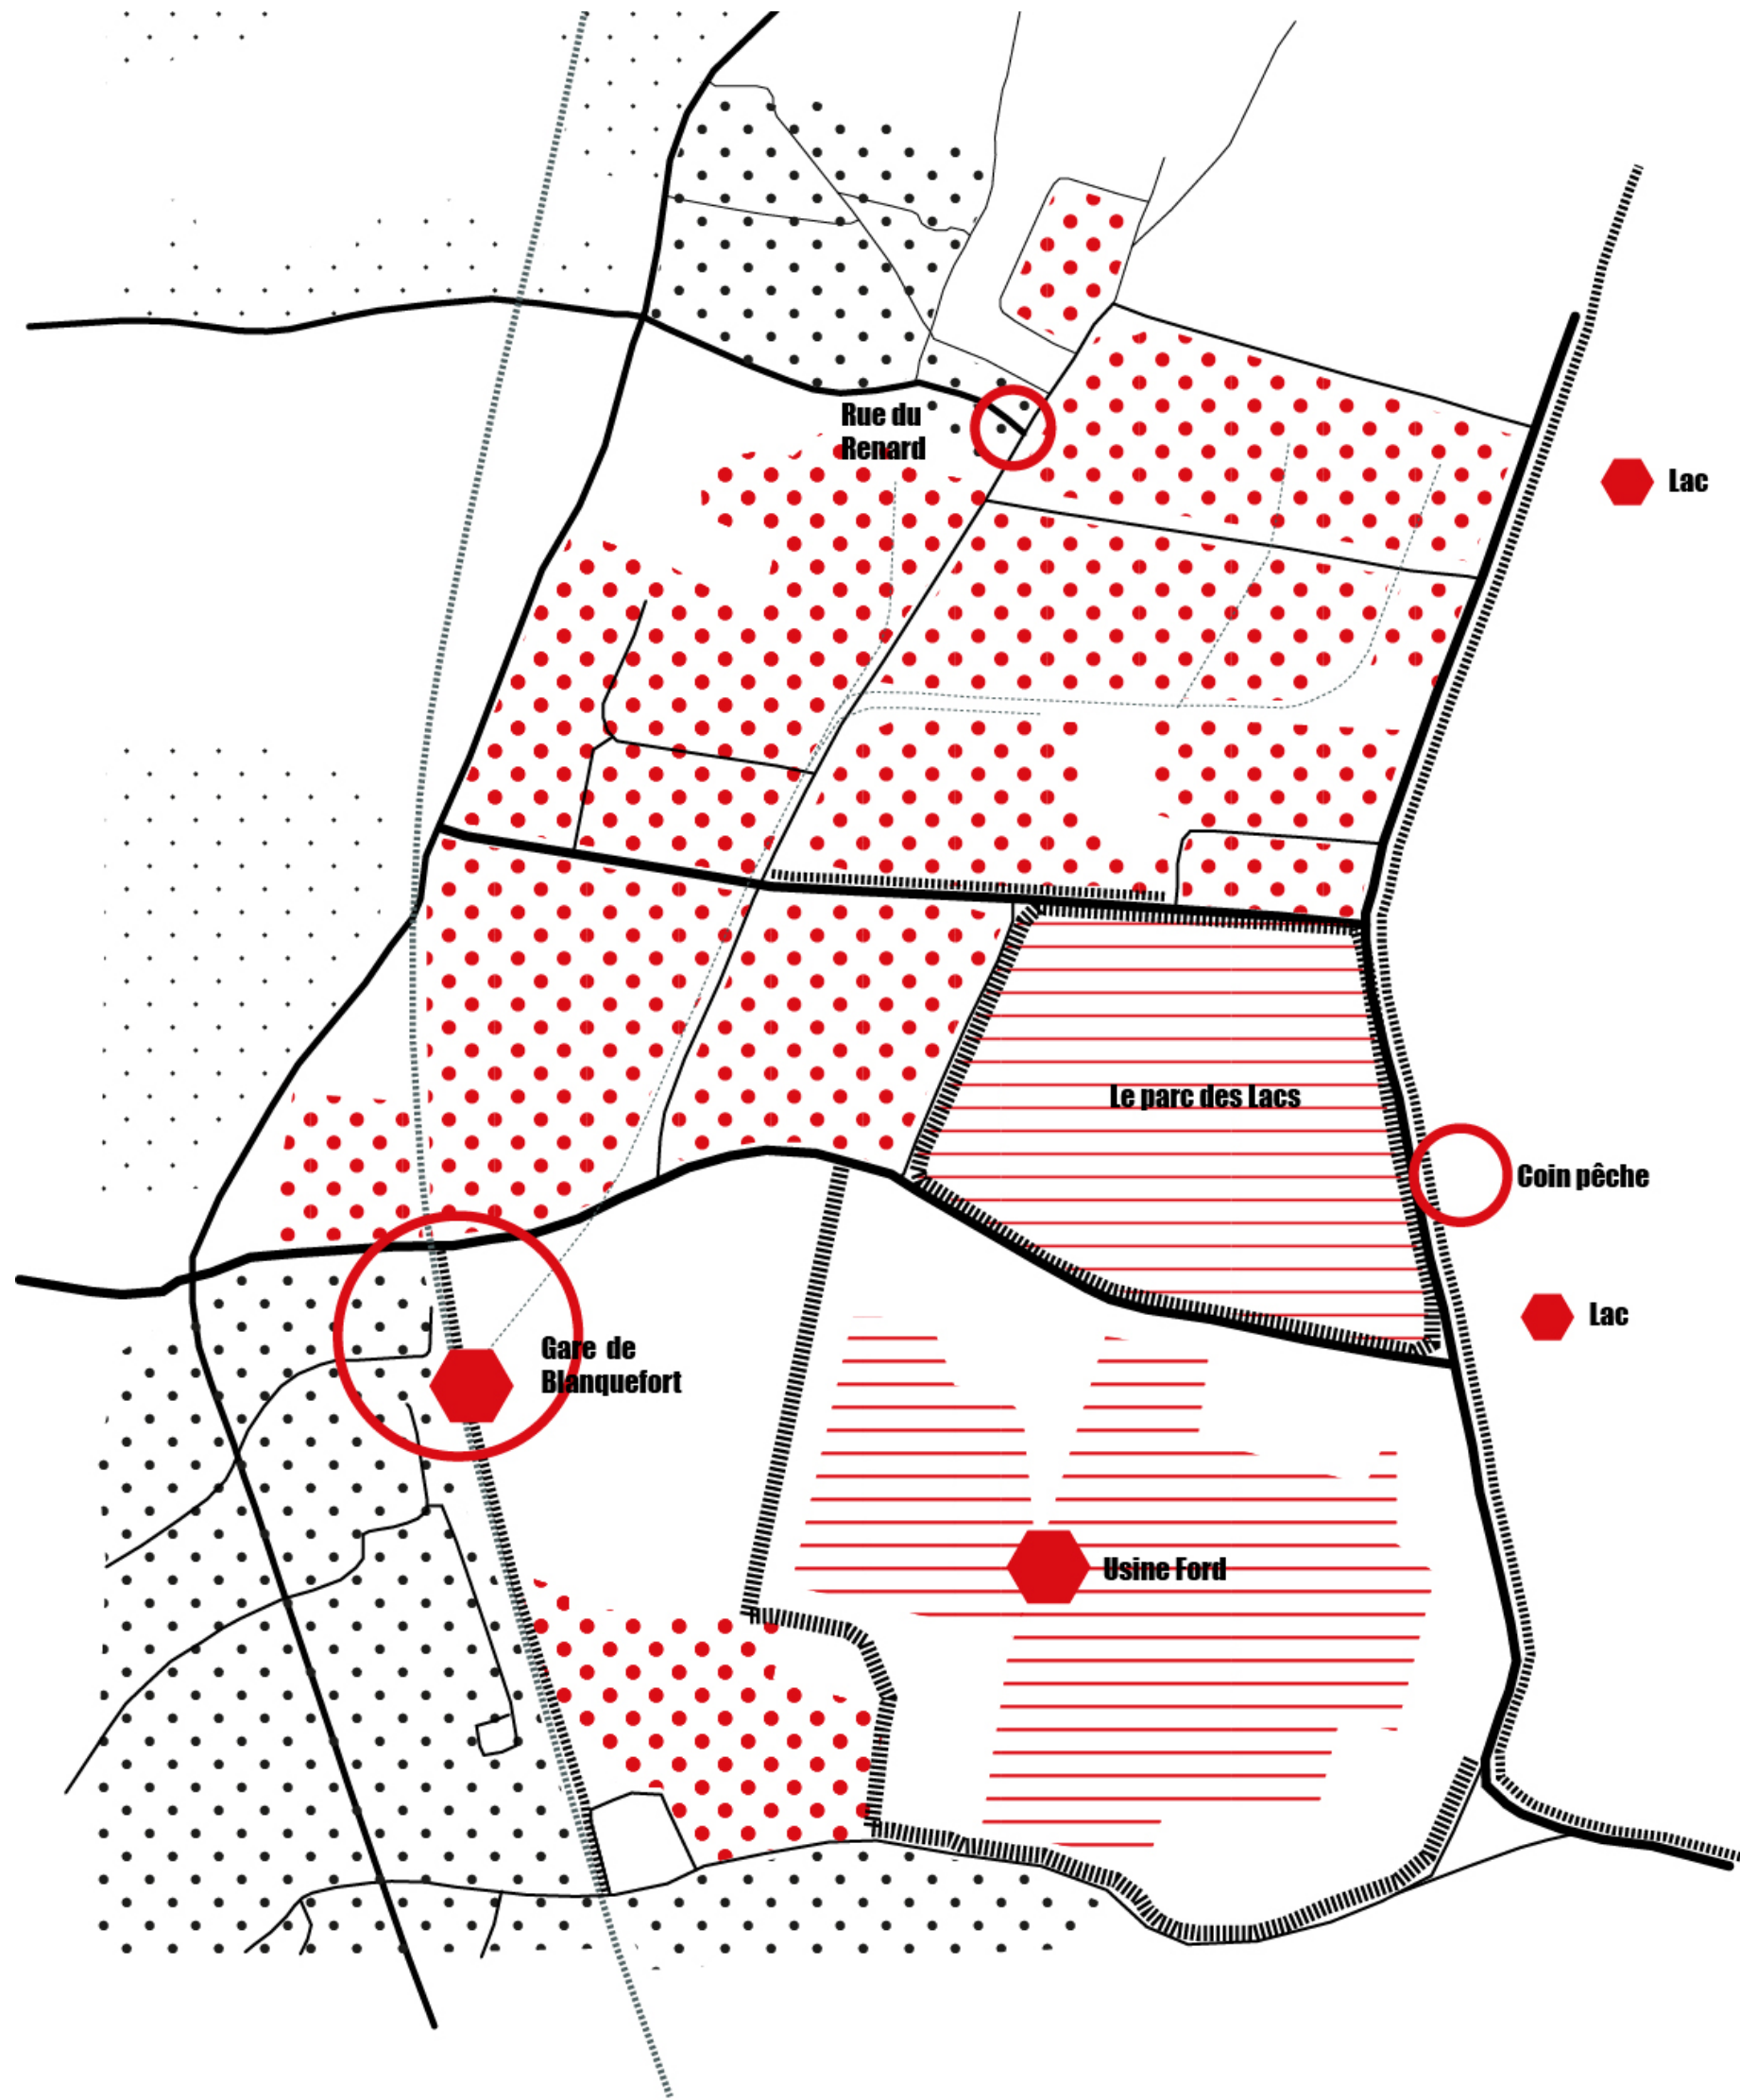 Rue du
Renard
Lac
Le parc des Lacs
Coin pêche
Lac
Gare de
Blanquefort
Usine Ford